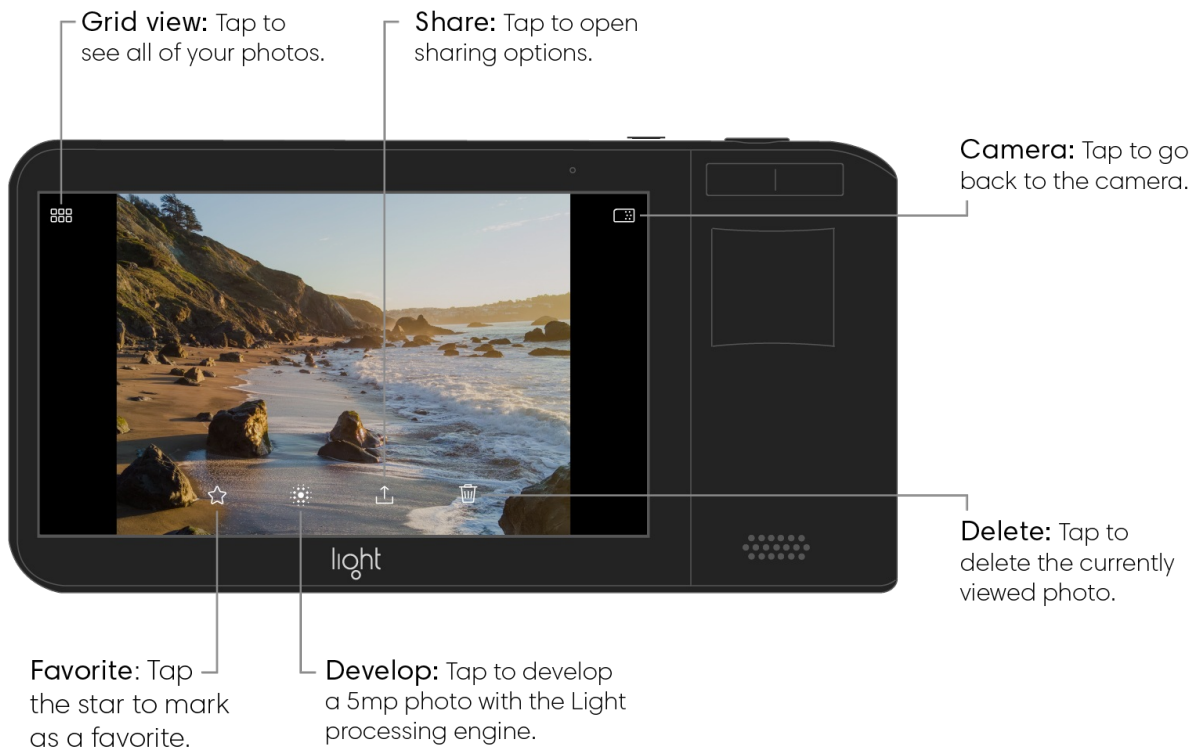 Grid view: Tap to
see all of your photos.
Share: Tap to open
sharing options.
Camera: Tap to go
back to the camera.
light
Delete: Tap to
delete the currently
viewed photo.
Favorite: Tap
the star to mark
as a favorite.
Develop: Tap to develop
a 5mp photo with the Light
processing engine.